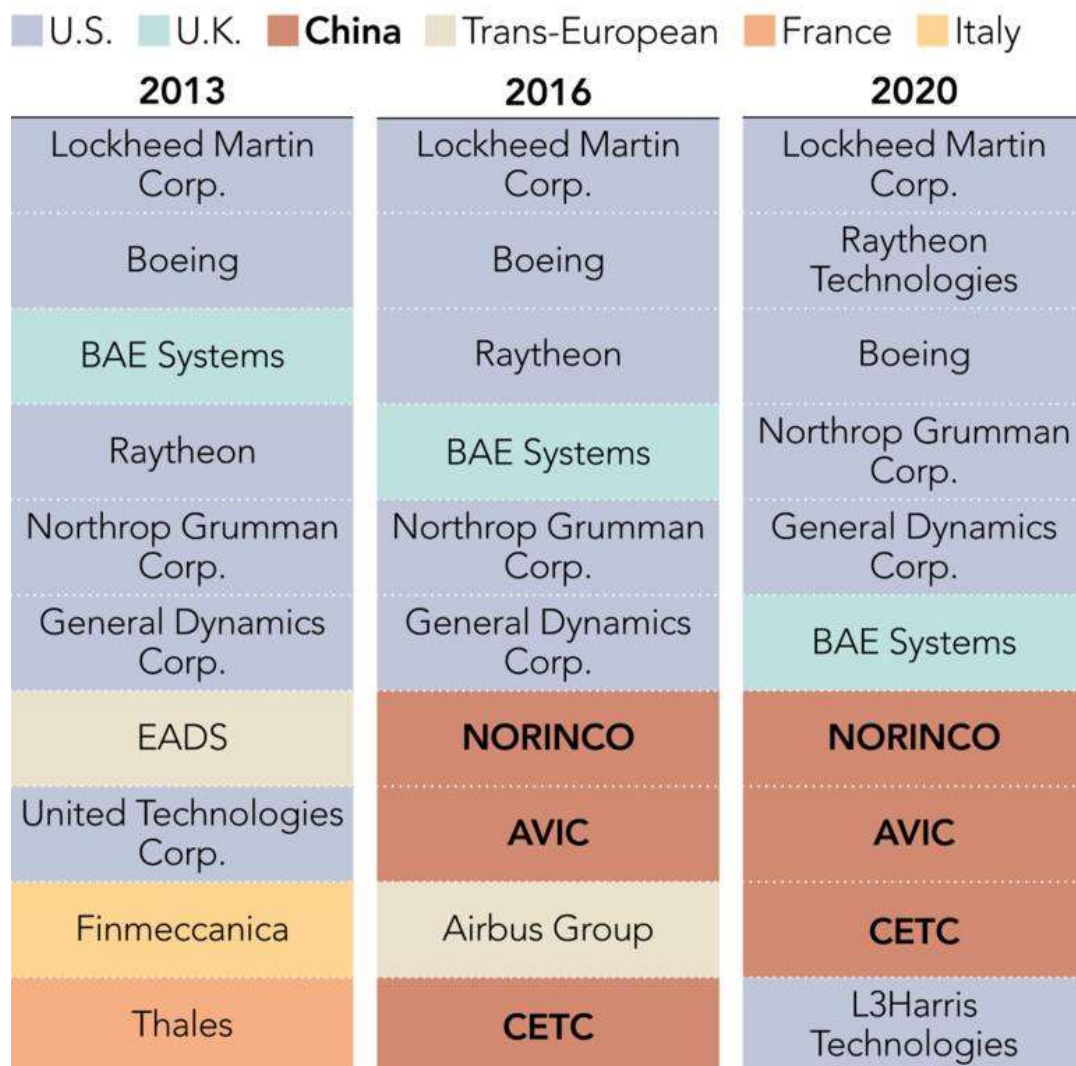 U.S. U.K. China Trans-European France Italy
2013 2016 2020
Lockheed Martin
Corp.
Boeing
BAE Systems
Raytheon
Northrop Grumman
Corp.
General Dynamics
Corp.
EADS
United Technologies
Corp.
Finmeccanica
Thales
Lockheed Martin
Corp.
Boeing
Raytheon
BAE Systems
Northrop Grumman
Corp.
General Dynamics
Corp.
NORINCO
AVIC
Airbus Group
CETC
Lockheed Martin
Corp.
Raytheon
Technologies
Boeing
Northrop Grumman
Corp.
General Dynamics
Corp.
BAE Systems
NORINCO
AVIC
CETC
L3Harris
Technologies